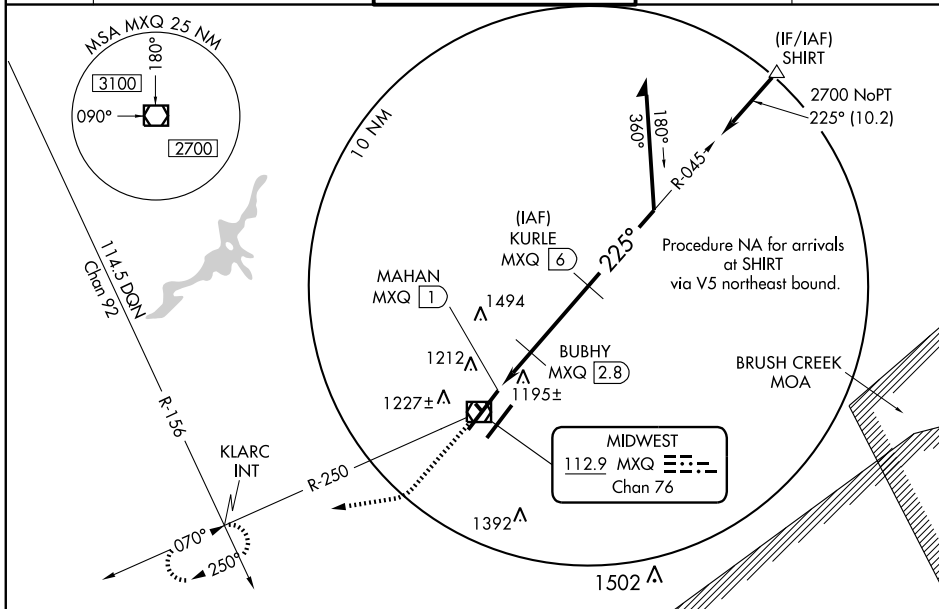 MSA MXQ 25 NM
180°
3100
090°
2700
10 NM
(IF/IAF)
SHIRT
2700 NoPT
225° (10.2)
180°
360°
R-045
(IAF)
KURLE
MXQ 6
225°
Procedure NA for arrivals
at SHIRT
via V5 northeast bound.
114.5 DQN
Chan 92
MAHAN
MXQ 1
1494
1212
BUBHY
MXQ 2.8
1227±
1195±
BRUSH CREEK
MOA
R-156
KLARC
INT
R-250
MIDWEST
112.9 MXQ
Chan 76
070°
250°
1392
1502